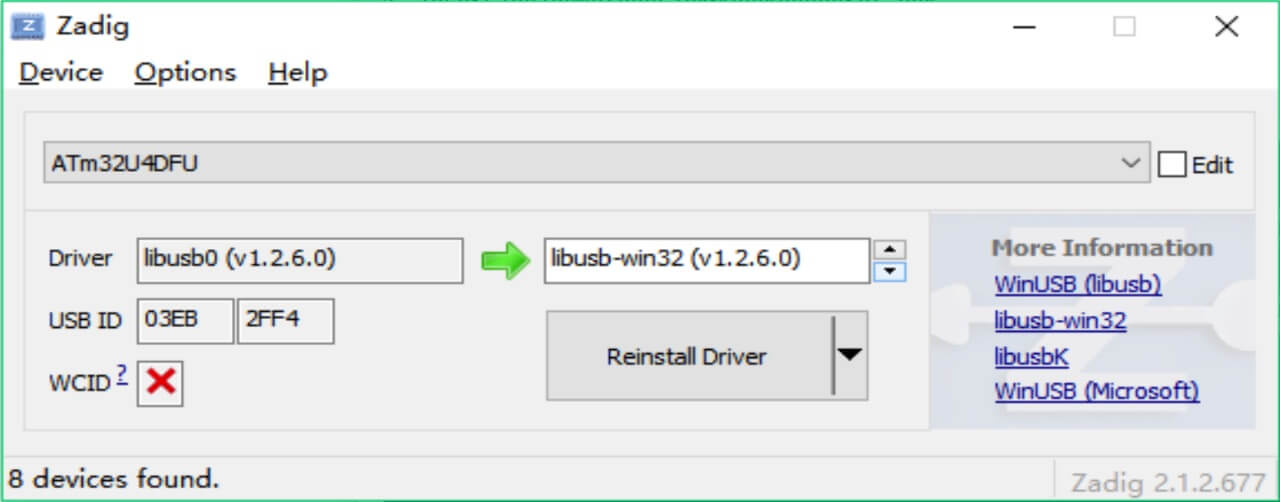 Zadig
Device Options Help
ATm32U4DFU
Edit
Driver libusb0 (v1.2.6.0) libusb-win32 (v1.2.6.0)
USB ID 03EB 2FF4
WCID ?
Reinstall Driver
More Information
WinUSB (libusb)
libusb-win32
libusbK
WinUSB (Microsoft)
8 devices found.
Zadig 2.1.2.677